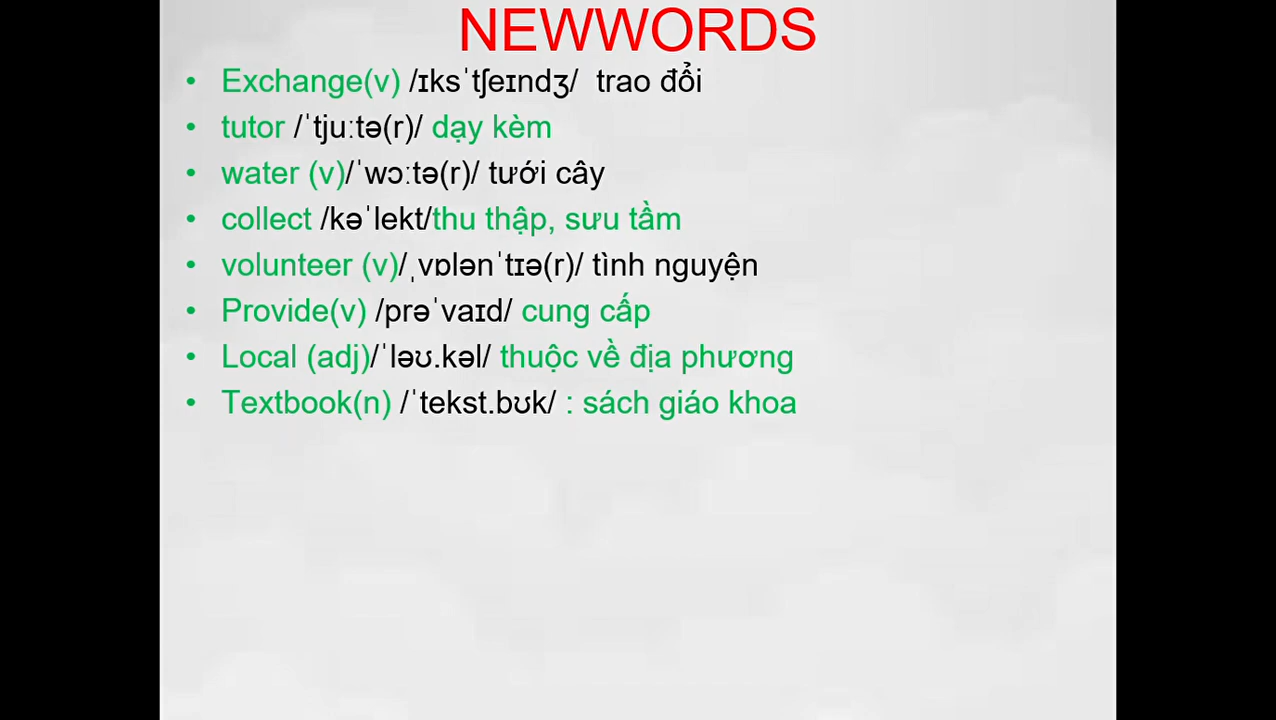 NEWWORDS
• Exchange(v) /ɪksˈtʃeɪndʒ/ trao đổi
• tutor /ˈtjuːtə(r)/ dạy kèm
• water (v)/ˈwɔːtə(r)/ tưới cây
• collect /kəˈlekt/thu thập, sưu tầm
• volunteer (v)/ˌvɒlənˈtɪə(r)/ tình nguyện
• Provide(v) /prəˈvaɪd/ cung cấp
• Local (adj)/ˈləʊ.kəl/ thuộc về địa phương
• Textbook(n) /ˈtekst.bʊk/ : sách giáo khoa